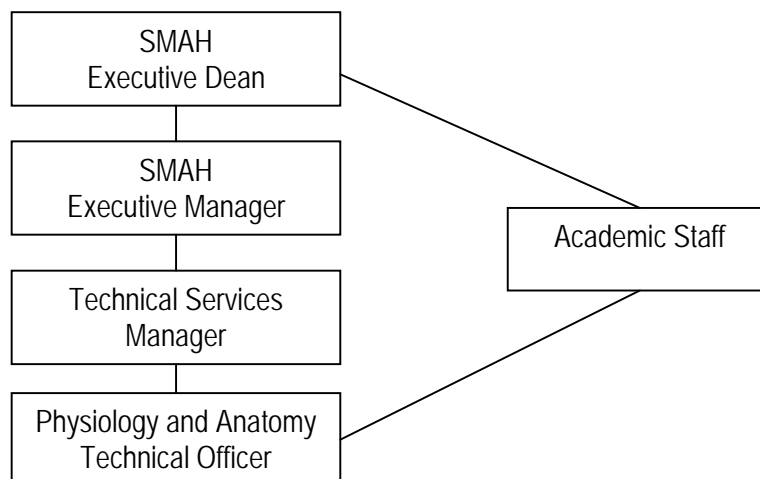 SMAH
Executive Dean
SMAH
Executive Manager
Academic Staff
Technical Services
Manager
Physiology and Anatomy
Technical Officer